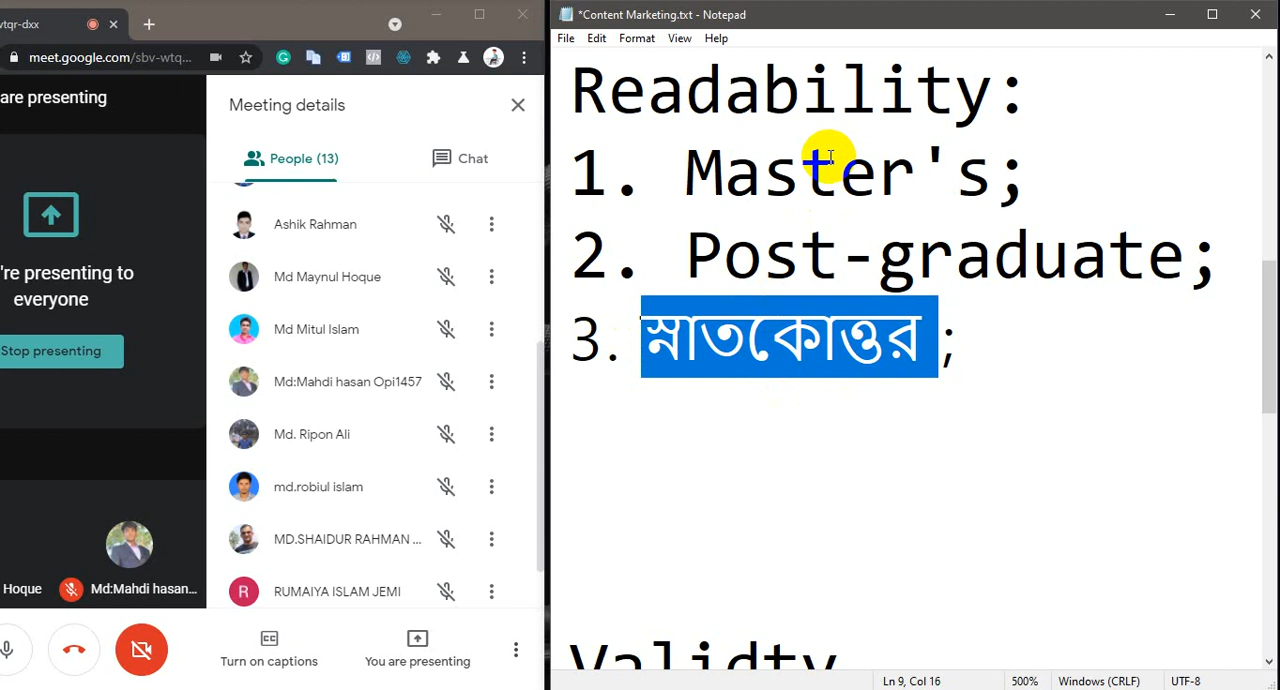 vtqr-dxx
meet.google.com/sbv-wtq...
are presenting
're presenting to
everyone
Stop presenting
Hoque
Md:Mahdi hasan...
Meeting details
People (13)
Chat
Ashik Rahman
Md Maynul Hoque
Md Mitul Islam
Md:Mahdi hasan Opi1457
Md. Ripon Ali
md.robiul islam
MD.SHAIDUR RAHMAN ...
R
RUMAIYA ISLAM JEMI
CC
Turn on captions
You are presenting
*Content Marketing.txt - Notepad
File Edit Format View Help
Readability:
1. Master's;
2. Post-graduate;
3. স্নাতকোত্তর ;
Validty
Ln 9, Col 16
500%
Windows (CRLF)
UTF-8